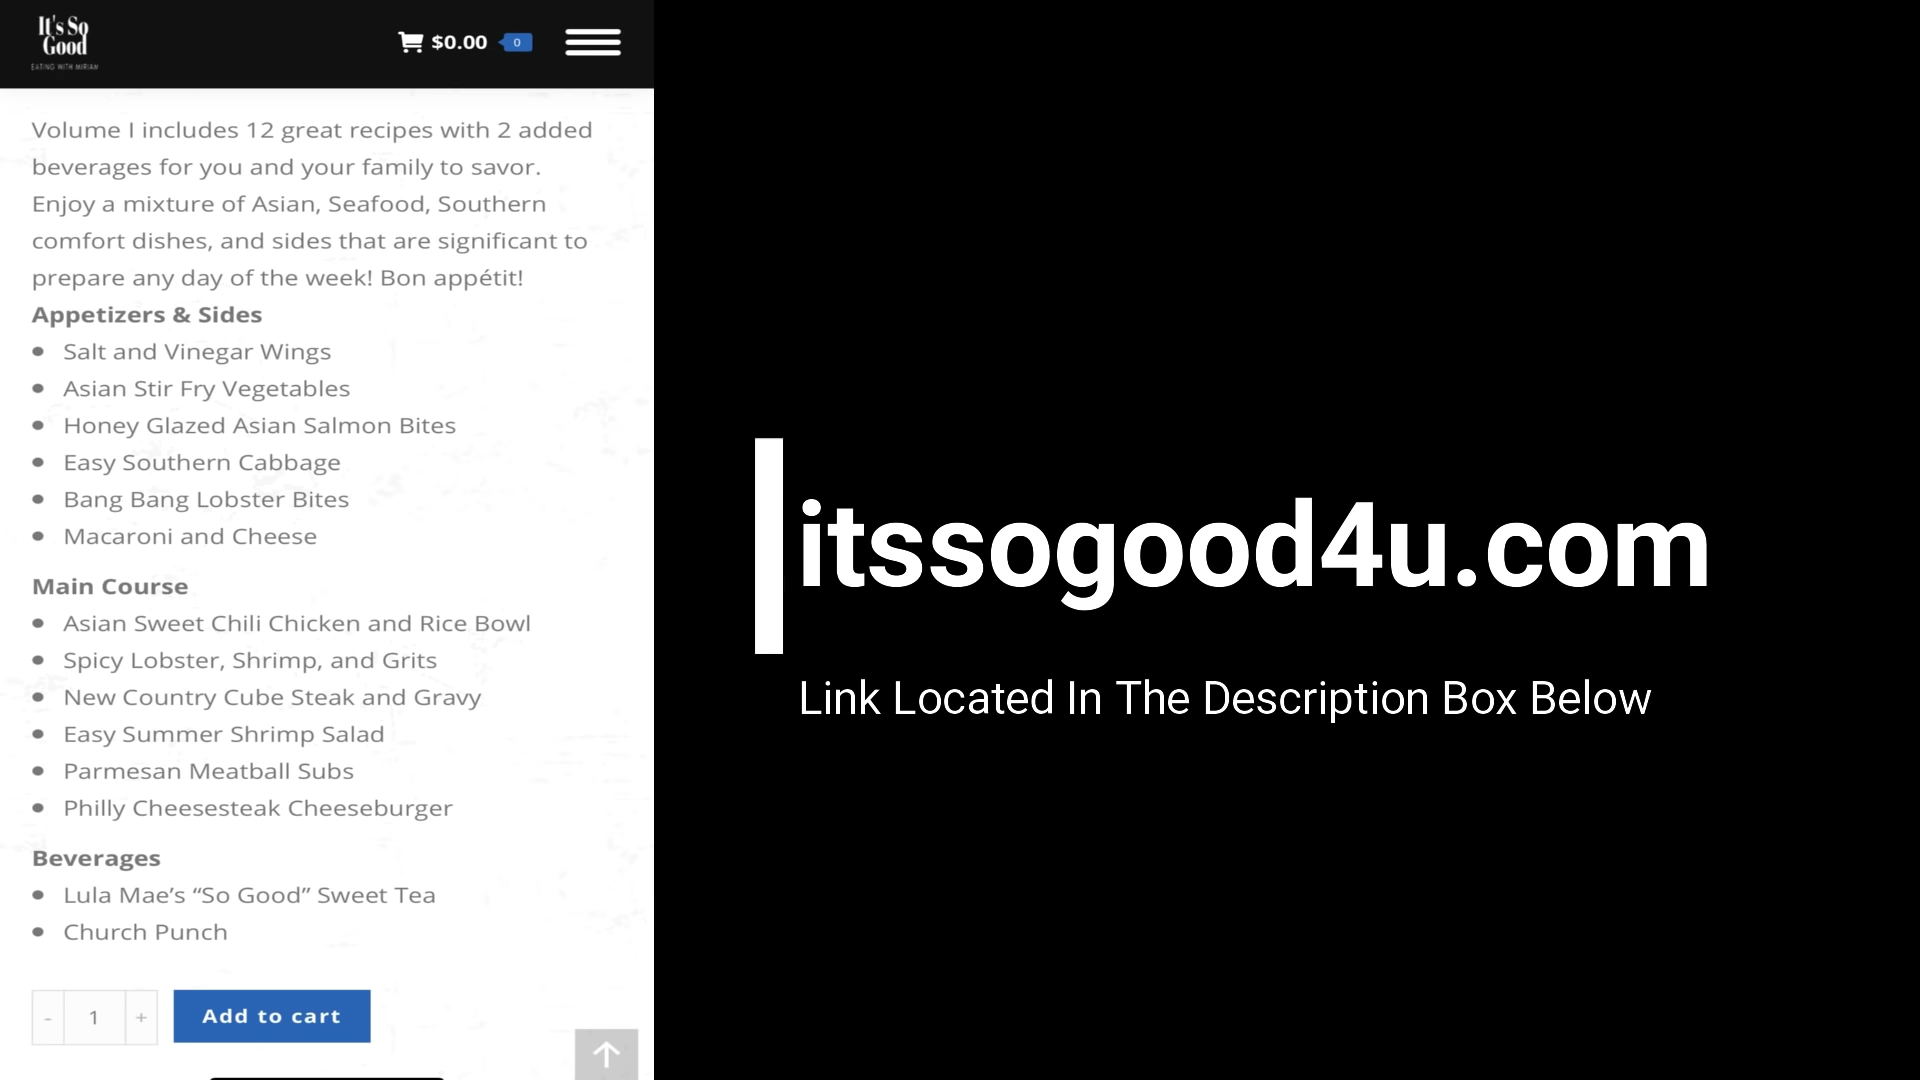 It's So
Good
EATING WITH MIRIAM
$0.00
0
Volume I includes 12 great recipes with 2 added
beverages for you and your family to savor.
Enjoy a mixture of Asian, Seafood, Southern
comfort dishes, and sides that are significant to
prepare any day of the week! Bon appétit!
Appetizers & Sides
Salt and Vinegar Wings
Asian Stir Fry Vegetables
Honey Glazed Asian Salmon Bites
Easy Southern Cabbage
Bang Bang Lobster Bites
Macaroni and Cheese
Main Course
Asian Sweet Chili Chicken and Rice Bowl
Spicy Lobster, Shrimp, and Grits
New Country Cube Steak and Gravy
Easy Summer Shrimp Salad
Parmesan Meatball Subs
Philly Cheesesteak Cheeseburger
Beverages
Lula Mae’s “So Good” Sweet Tea
Church Punch
- 1 +
Add to cart
itssogood4u.com
Link Located In The Description Box Below